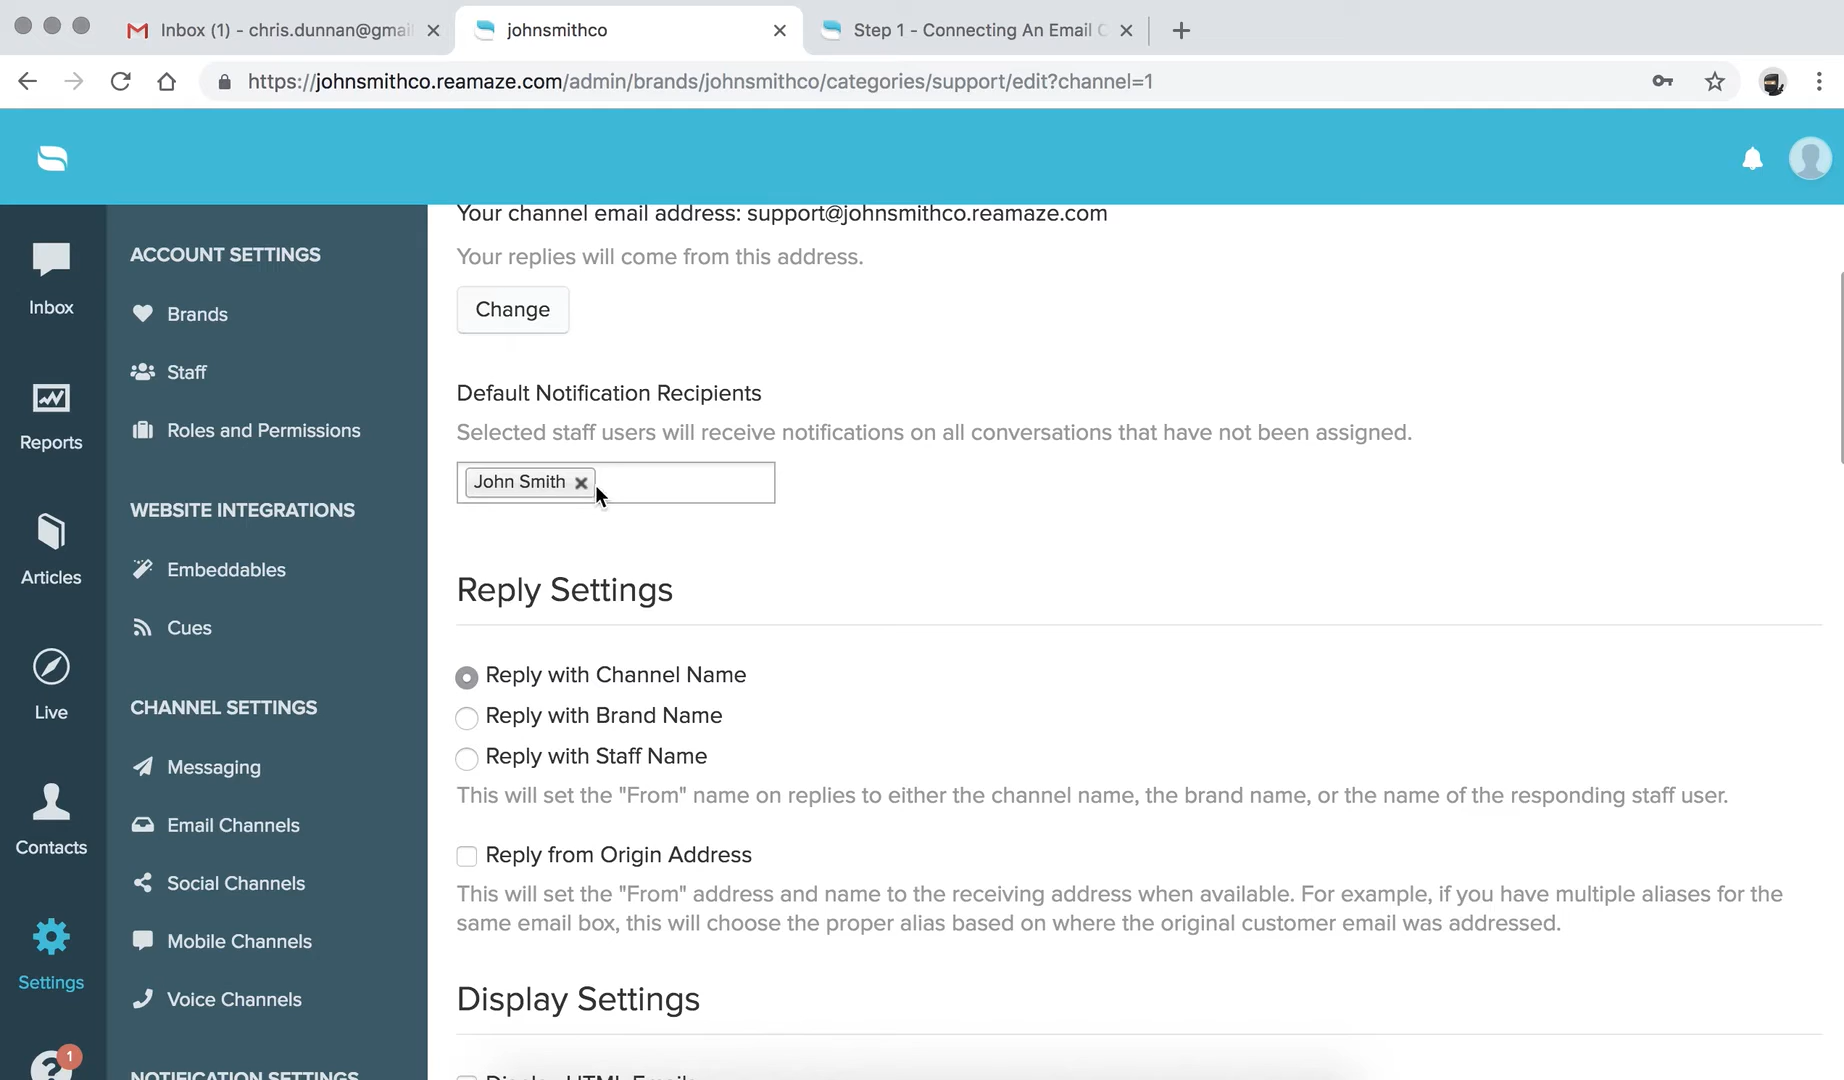 Inbox (1) - chris.dunnan@gmai
johnsmithco
Step 1 - Connecting An Email C
https://johnsmithco.reamaze.com/admin/brands/johnsmithco/categories/support/edit?channel=1
Inbox
Reports
Articles
Live
Contacts
Settings
1
ACCOUNT SETTINGS
Brands
Staff
Roles and Permissions
WEBSITE INTEGRATIONS
Embeddables
Cues
CHANNEL SETTINGS
Messaging
Email Channels
Social Channels
Mobile Channels
Voice Channels
NOTIFICATION SETTINGS
Your channel email address: support@johnsmithco.reamaze.com
Your replies will come from this address.
Change
Default Notification Recipients
Selected staff users will receive notifications on all conversations that have not been assigned.
John Smith
Reply Settings
Reply with Channel Name
Reply with Brand Name
Reply with Staff Name
This will set the "From" name on replies to either the channel name, the brand name, or the name of the responding staff user.
Reply from Origin Address
This will set the "From" address and name to the receiving address when available. For example, if you have multiple aliases for the
same email box, this will choose the proper alias based on where the original customer email was addressed.
Display Settings
Display HTML Emails